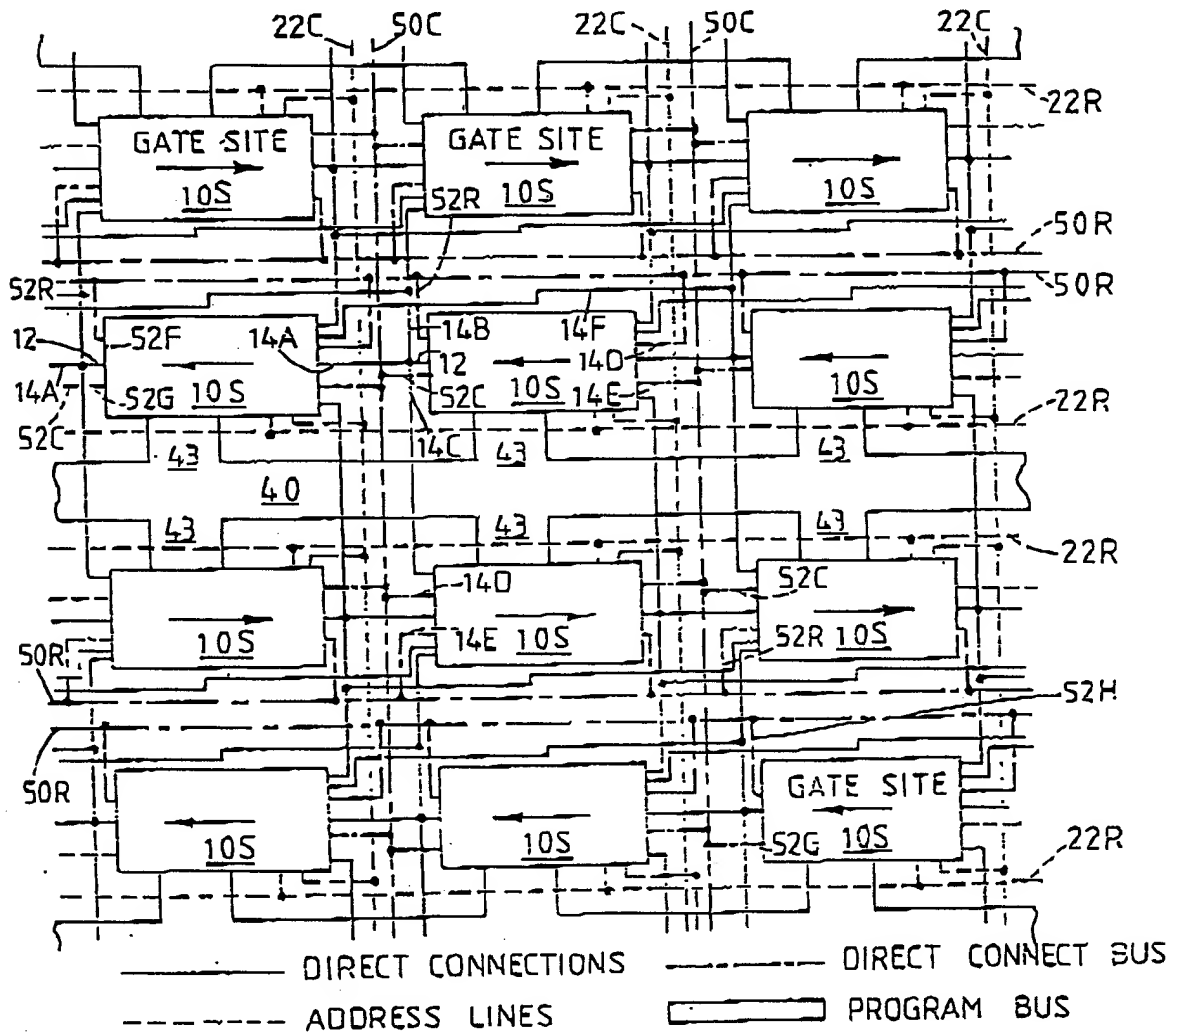 22C 50C 22C 50C 22C
22R
GATE SITE GATE SITE
10S 10S 10S
52R
50R
52R 50R
52F 14A 14B 14F
12 12 14D
14A 52G 10S 52C 10S 14E 10S
52C 14C 22R
43 43 43
40
43 43 43
22R
14D 52C
10S 14E 10S 52R 10S
50R
52H
50R
GATE SITE
10S 10S 52G 10S
22R
DIRECT CONNECTIONS DIRECT CONNECT BUS
ADDRESS LINES PROGRAM BUS